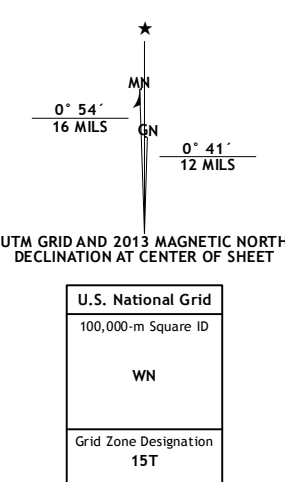 ★
MN
0° 54´
16 MILS
GN
0° 41´
12 MILS
UTM GRID AND 2013 MAGNETIC NORTH
DECLINATION AT CENTER OF SHEET
U.S. National Grid
100,000-m Square ID
WN
Grid Zone Designation
15T